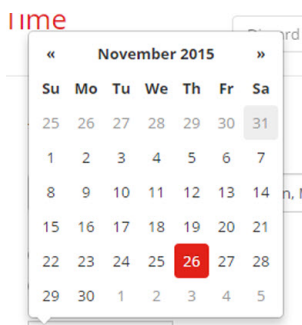 Time
Discard
« November 2015 »
Su Mo Tu We Th Fr Sa
25 26 27 28 29 30 31
1 2 3 4 5 6 7
8 9 10 11 12 13 14
15 16 17 18 19 20 21
22 23 24 25 26 27 28
29 30 1 2 3 4 5